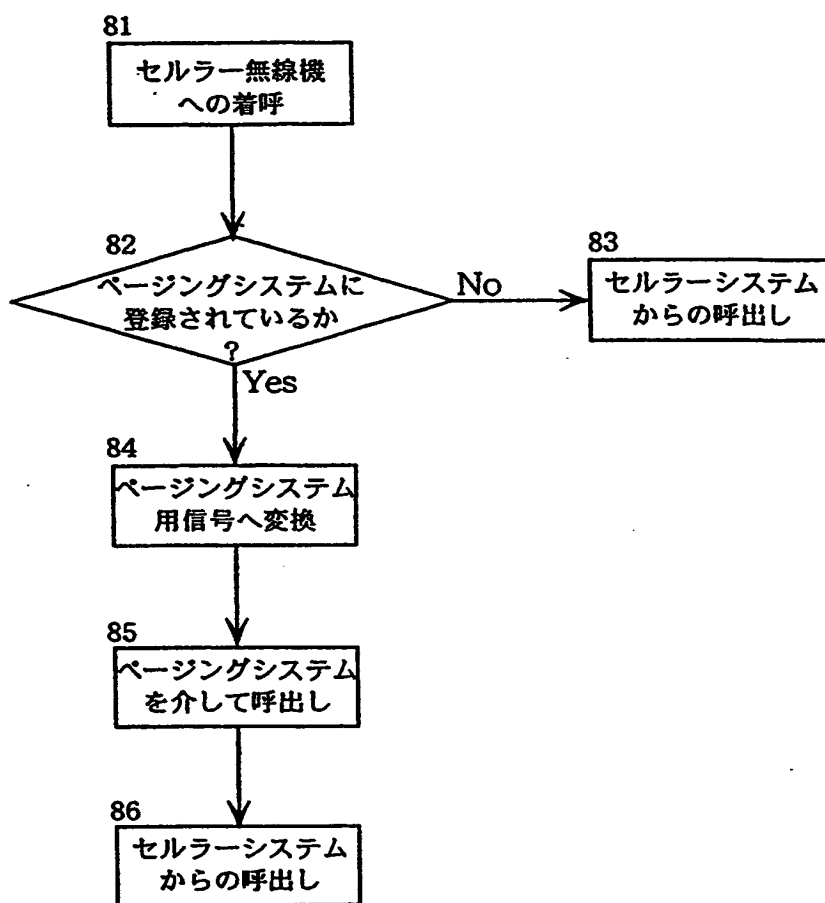 81
セルラー無線機
への着呼
82
ページングシステムに
登録されているか
?
No
83
セルラーシステム
からの呼出し
Yes
84
ページングシステム
用信号へ変換
85
ページングシステム
を介して呼出し
86
セルラーシステム
からの呼出し